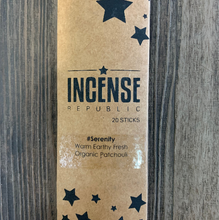 INCENSE
REPUBLIC
20 STICKS
#Serenity
Warm Earthy Fresh
Organic Patchouli